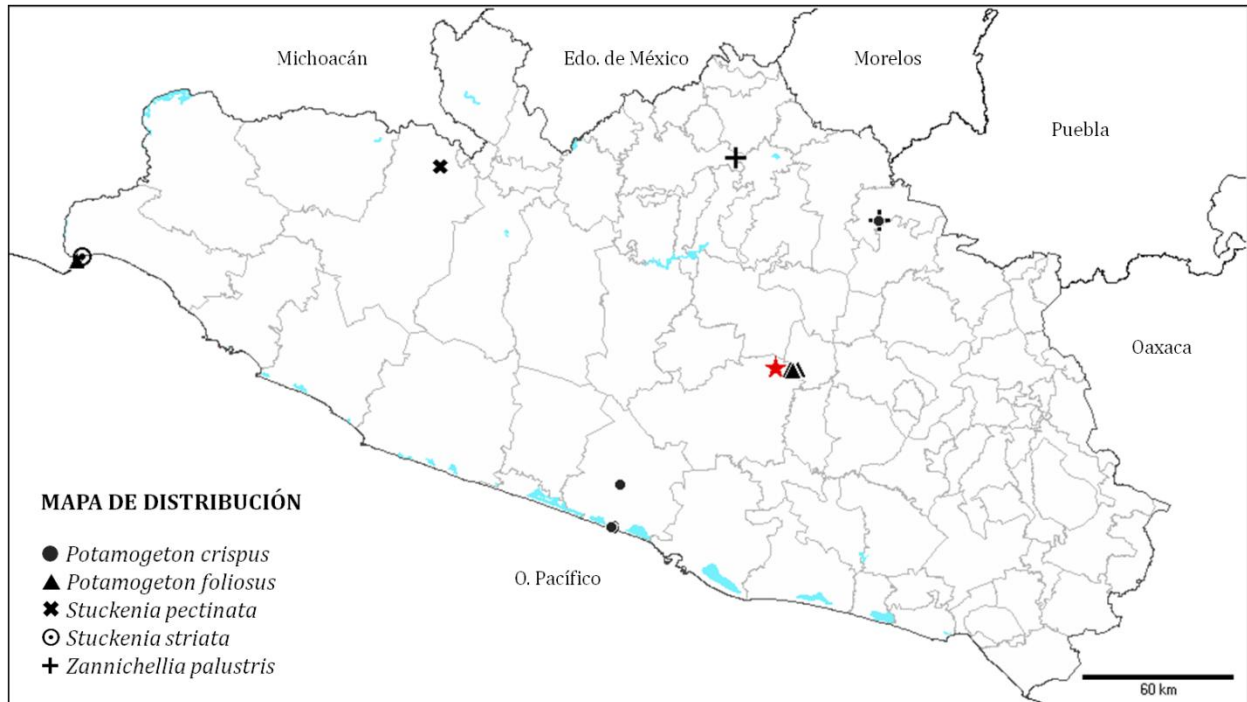 Michoacán
Edo. de México
Morelos
Puebla
Oaxaca
O. Pacífico
MAPA DE DISTRIBUCIÓN
Potamogeton crispus
Potamogeton foliosus
Stuckenia pectinata
Stuckenia striata
Zannichellia palustris
60 km